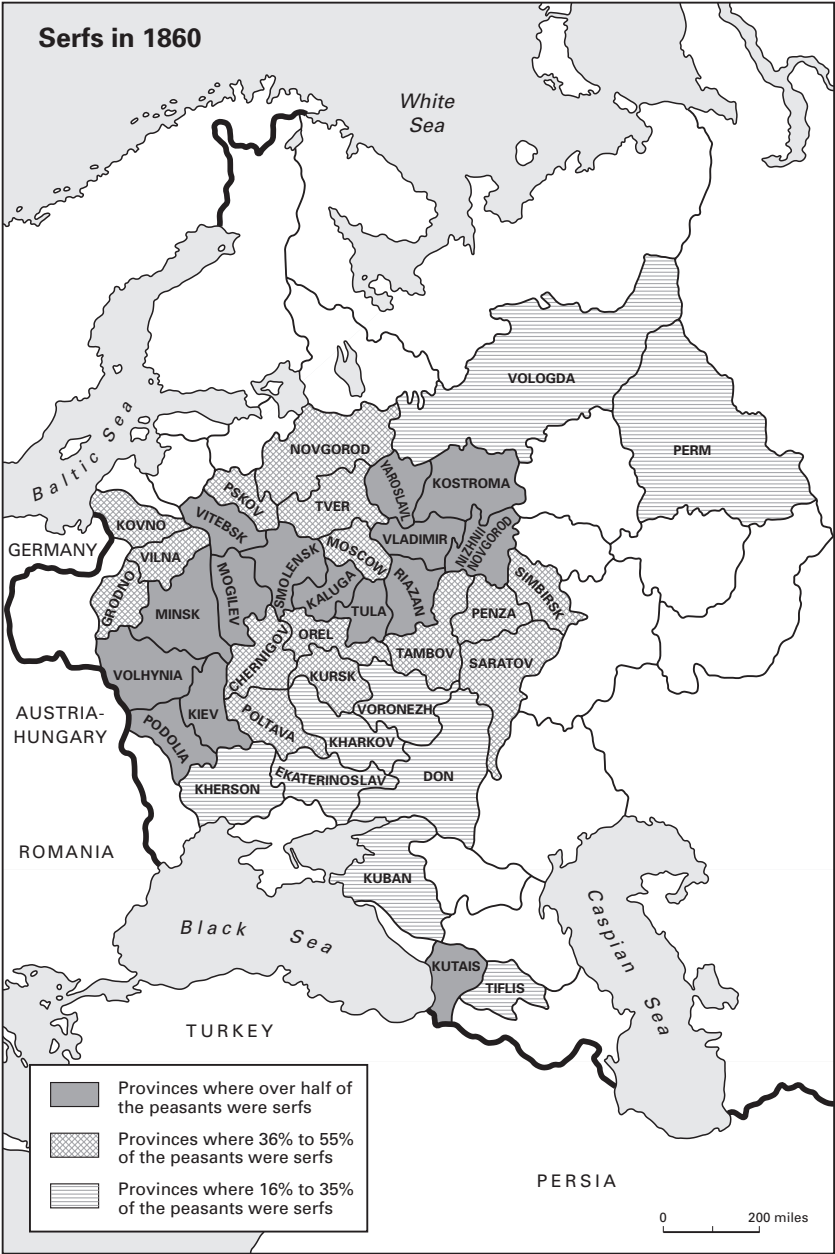 Serfs in 1860
White
Sea
VOLOGDA
PERM
Baltic Sea
NOVGOROD
YAROSLAVL
KOSTROMA
PSKOV
TVER
KOVNO
VITEBSK
VLADIMIR
NIZHNII
NOVGOROD
GERMANY
VILNA
MOSCOW
SMOLENSK
GRODNO
MOGILEV
KALUGA
RIAZAN
SIMBIRSK
MINSK
TULA
PENZA
OREL
CHERNIGOV
TAMBOV
SARATOV
VOLHYNIA
KURSK
VORONEZH
AUSTRIA-
HUNGARY
KIEV
POLTAVA
PODOLIA
KHARKOV
EKATERINOSLAV
DON
KHERSON
ROMANIA
KUBAN
Black Sea
Caspian Sea
KUTAIS
TIFLIS
TURKEY
Provinces where over half of
the peasants were serfs
Provinces where 36% to 55%
of the peasants were serfs
Provinces where 16% to 35%
of the peasants were serfs
PERSIA
0 200 miles